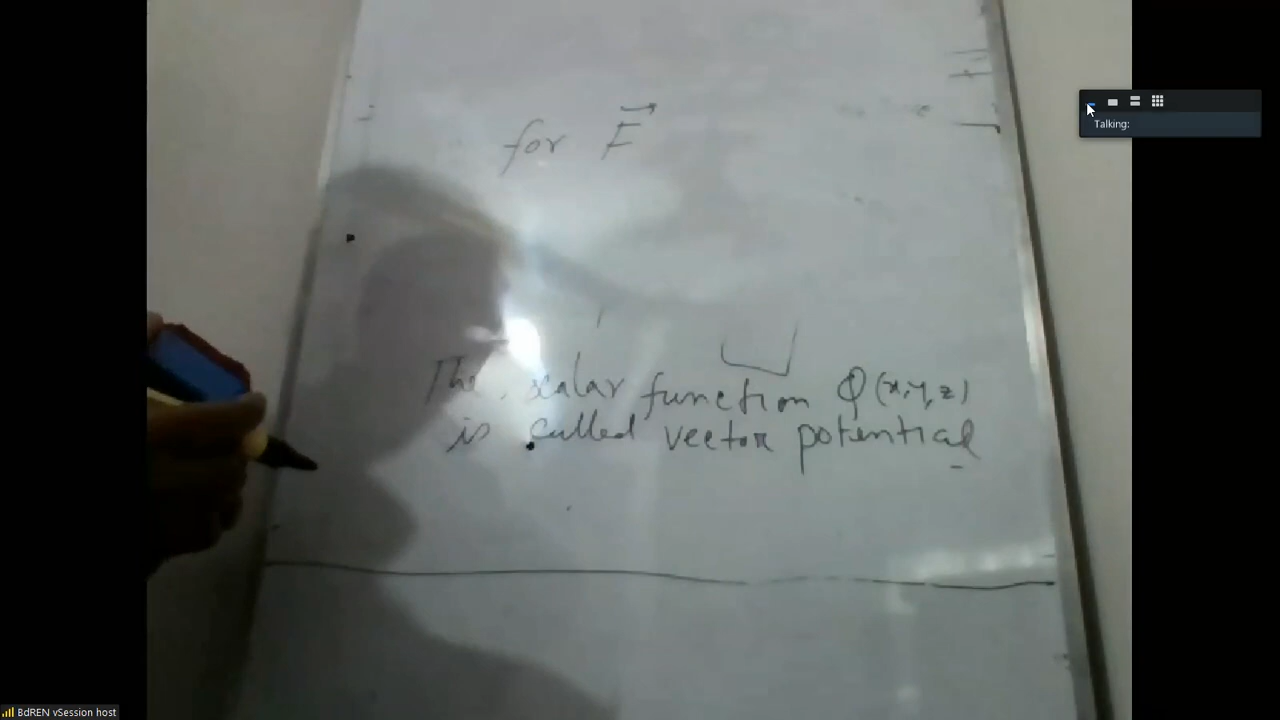 for F⃗
Talking:
The scalar function φ(x,y,z)
is called vector potential
BdREN vSession host